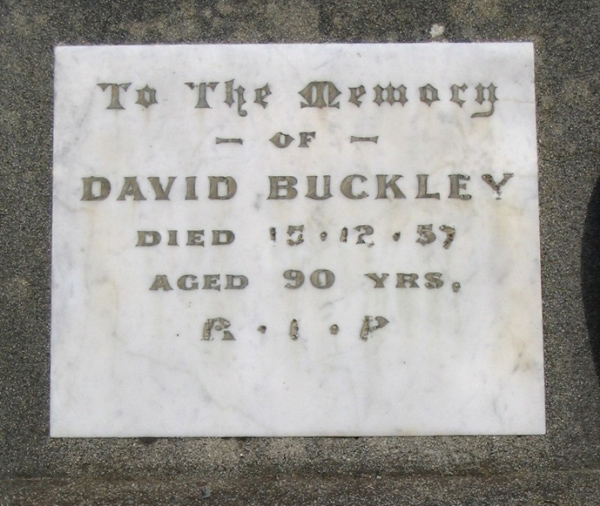 To The Memory
— OF —
DAVID BUCKLEY
DIED 15·12·57
AGED 90 YRS.
R·I·P